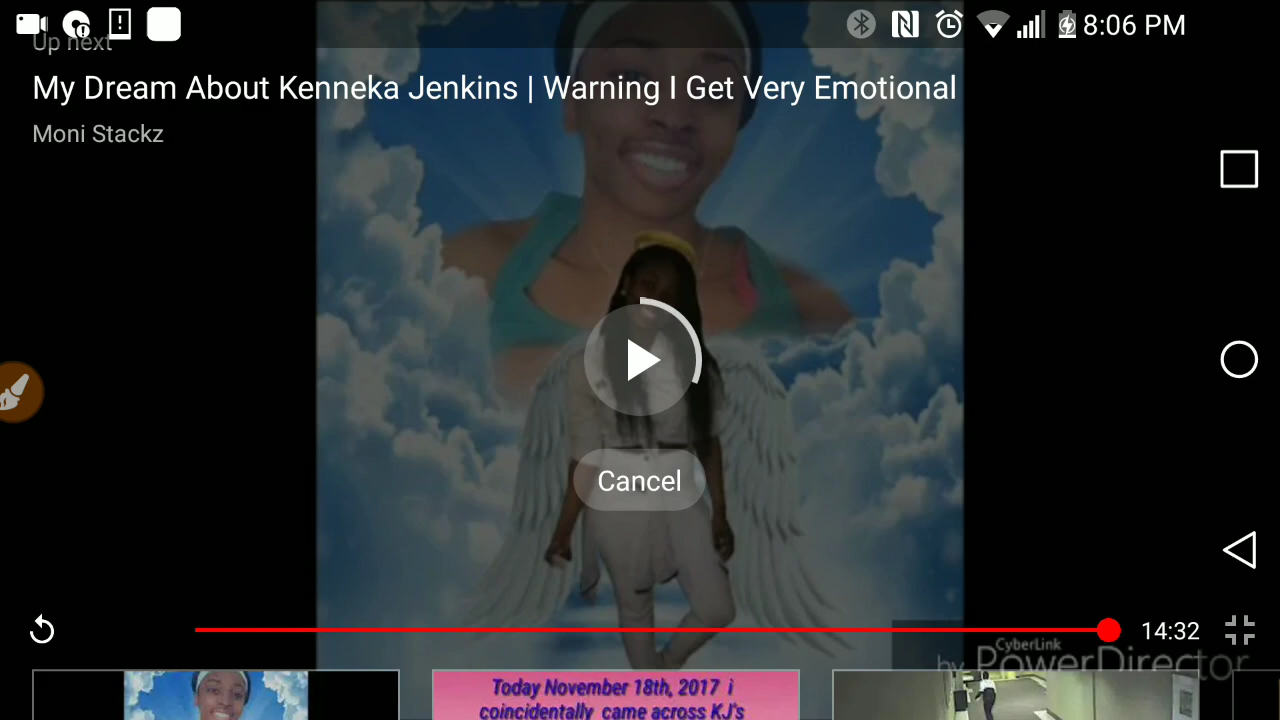 8:06 PM
Up next
My Dream About Kenneka Jenkins | Warning I Get Very Emotional
Moni Stackz
Cancel
14:32
CyberLink
by PowerDirector
Today November 18th, 2017 i
coincidentally came across KJ's